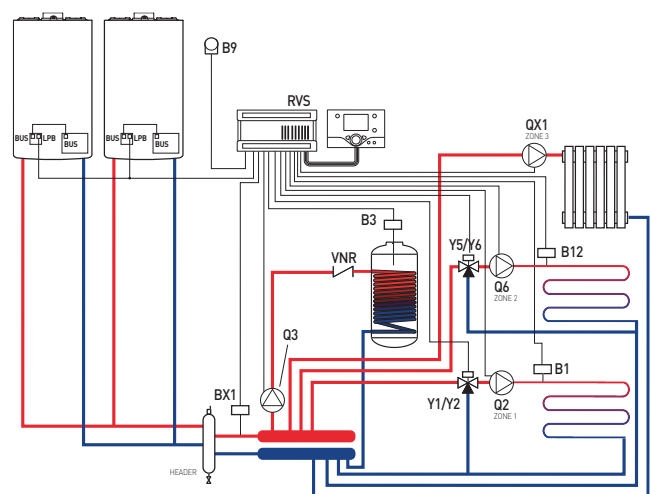 B9
RVS
QX1
ZONE 3
BUS LPB BUS
BUS LPB BUS
B3
Y5/Y6
B12
VNR
Q6
ZONE 2
Q3
BX1
B1
Y1/Y2
Q2
ZONE 1
HEADER